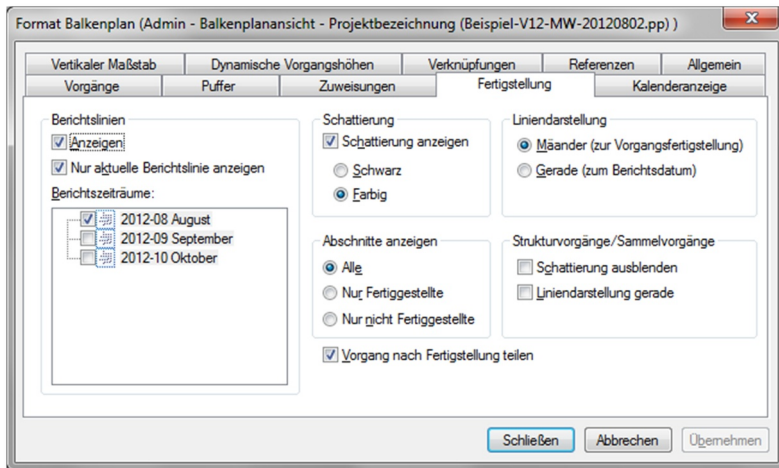 Format Balkenplan (Admin - Balkenplanansicht - Projektbezeichnung (Beispiel-V12-MW-20120802.pp) )
Vertikaler Maßstab
Dynamische Vorgangshöhen
Verknüpfungen
Referenzen
Allgemein
Vorgänge
Puffer
Zuweisungen
Fertigstellung
Kalenderanzeige
Berichtslinien
Anzeigen
Nur aktuelle Berichtslinie anzeigen
Berichtszeiträume:
2012-08 August
2012-09 September
2012-10 Oktober
Schattierung
Schattierung anzeigen
Schwarz
Farbig
Abschnitte anzeigen
Alle
Nur Fertiggestellte
Nur nicht Fertiggestellte
Vorgang nach Fertigstellung teilen
Liniendarstellung
Mäander (zur Vorgangsfertigstellung)
Gerade (zum Berichtsdatum)
Strukturvorgänge/Sammelvorgänge
Schattierung ausblenden
Liniendarstellung gerade
Schließen
Abbrechen
Übernehmen